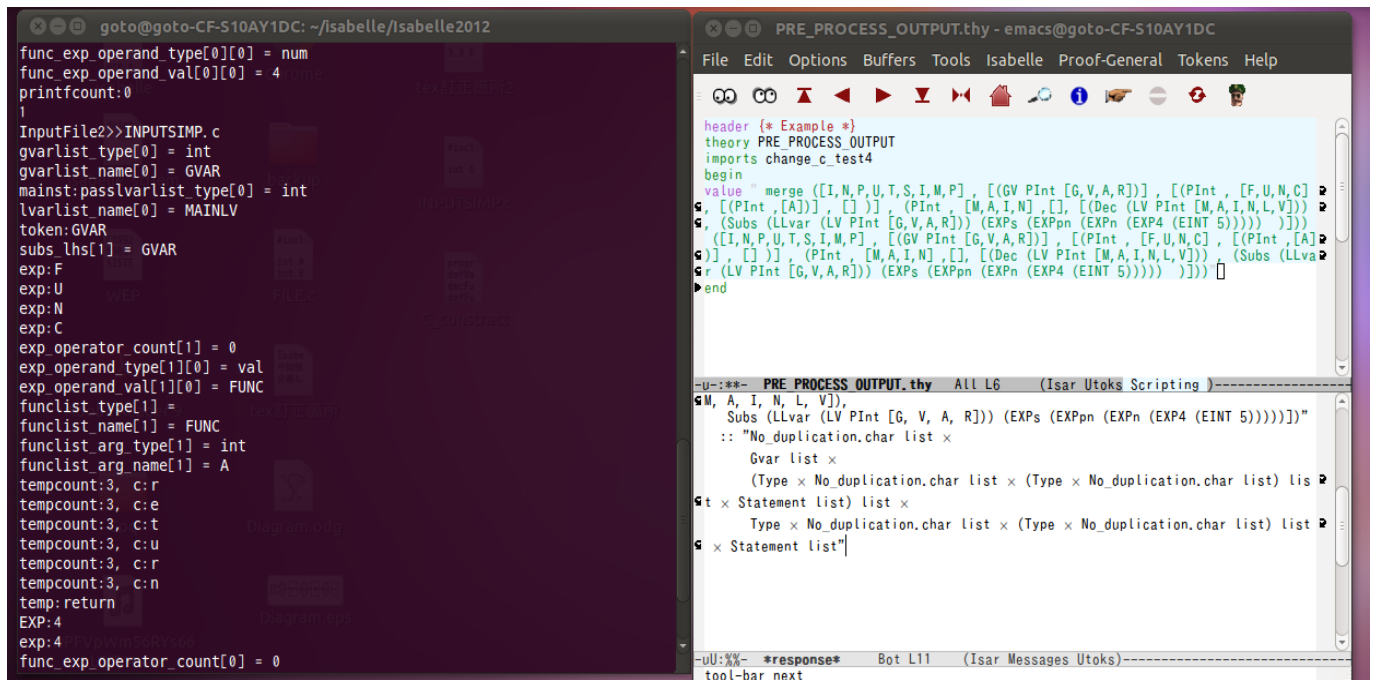 goto@goto-CF-S10AY1DC: ~/isabelle/Isabelle2012
func_exp_operand_type[0][0] = num
func_exp_operand_val[0][0] = 4
printfcount:0
1
InputFile2>>INPUTSIMP.c
gvarlist_type[0] = int
gvarlist_name[0] = GVAR
mainst:passlvarlist_type[0] = int
lvarlist_name[0] = MAINLV
token:GVAR
subs_lhs[1] = GVAR
exp:F
exp:U
exp:N
exp:C
exp_operator_count[1] = 0
exp_operand_type[1][0] = val
exp_operand_val[1][0] = FUNC
funclist_type[1] =
funclist_name[1] = FUNC
funclist_arg_type[1] = int
funclist_arg_name[1] = A
tempcount:3, c:r
tempcount:3, c:e
tempcount:3, c:t
tempcount:3, c:u
tempcount:3, c:r
tempcount:3, c:n
temp:return
EXP:4
exp:4
func_exp_operator_count[0] = 0
PRE_PROCESS_OUTPUT.thy - emacs@goto-CF-S10AY1DC
File Edit Options Buffers Tools Isabelle Proof-General Tokens Help
header {* Example *}
theory PRE_PROCESS_OUTPUT
imports change_c_test4
begin
value " merge ([I,N,P,U,T,S,I,M,P] , [(GV PInt [G,V,A,R])] , [(PInt , [F,U,N,C]
, [(PInt ,[A])] , [] )] , (PInt , [M,A,I,N] ,[], [(Dec (LV PInt [M,A,I,N,L,V]))
, (Subs (LV PInt [G,V,A,R])) (EXPs (EXPpn (EXPn (EXP4 (EINT 5))))) )]))
([I,N,P,U,T,S,I,M,P] , [(GV PInt [G,V,A,R])] , [(PInt , [F,U,N,C] , [(PInt ,[A]
)] , [] )] , (PInt , [M,A,I,N] ,[], [(Dec (LV PInt [M,A,I,N,L,V])) , (Subs (LLva
r (LV PInt [G,V,A,R])) (EXPs (EXPpn (EXPn (EXP4 (EINT 5))))) )]))"
end
-u-:**- PRE_PROCESS_OUTPUT.thy All L6 (Isar Utoks Scripting )----
M, A, I, N, L, V]),
Subs (LLvar (LV PInt [G, V, A, R])) (EXPs (EXPpn (EXPn (EXP4 (EINT 5)))))])"
:: "No_duplication.char list ×
Gvar list ×
(Type × No_duplication.char list × (Type × No_duplication.char list) lis
t × Statement list) list ×
Type × No_duplication.char list × (Type × No_duplication.char list) list
× Statement list"
-uU:%%- *response* Bot L11 (Isar Messages Utoks)----
tool-bar next